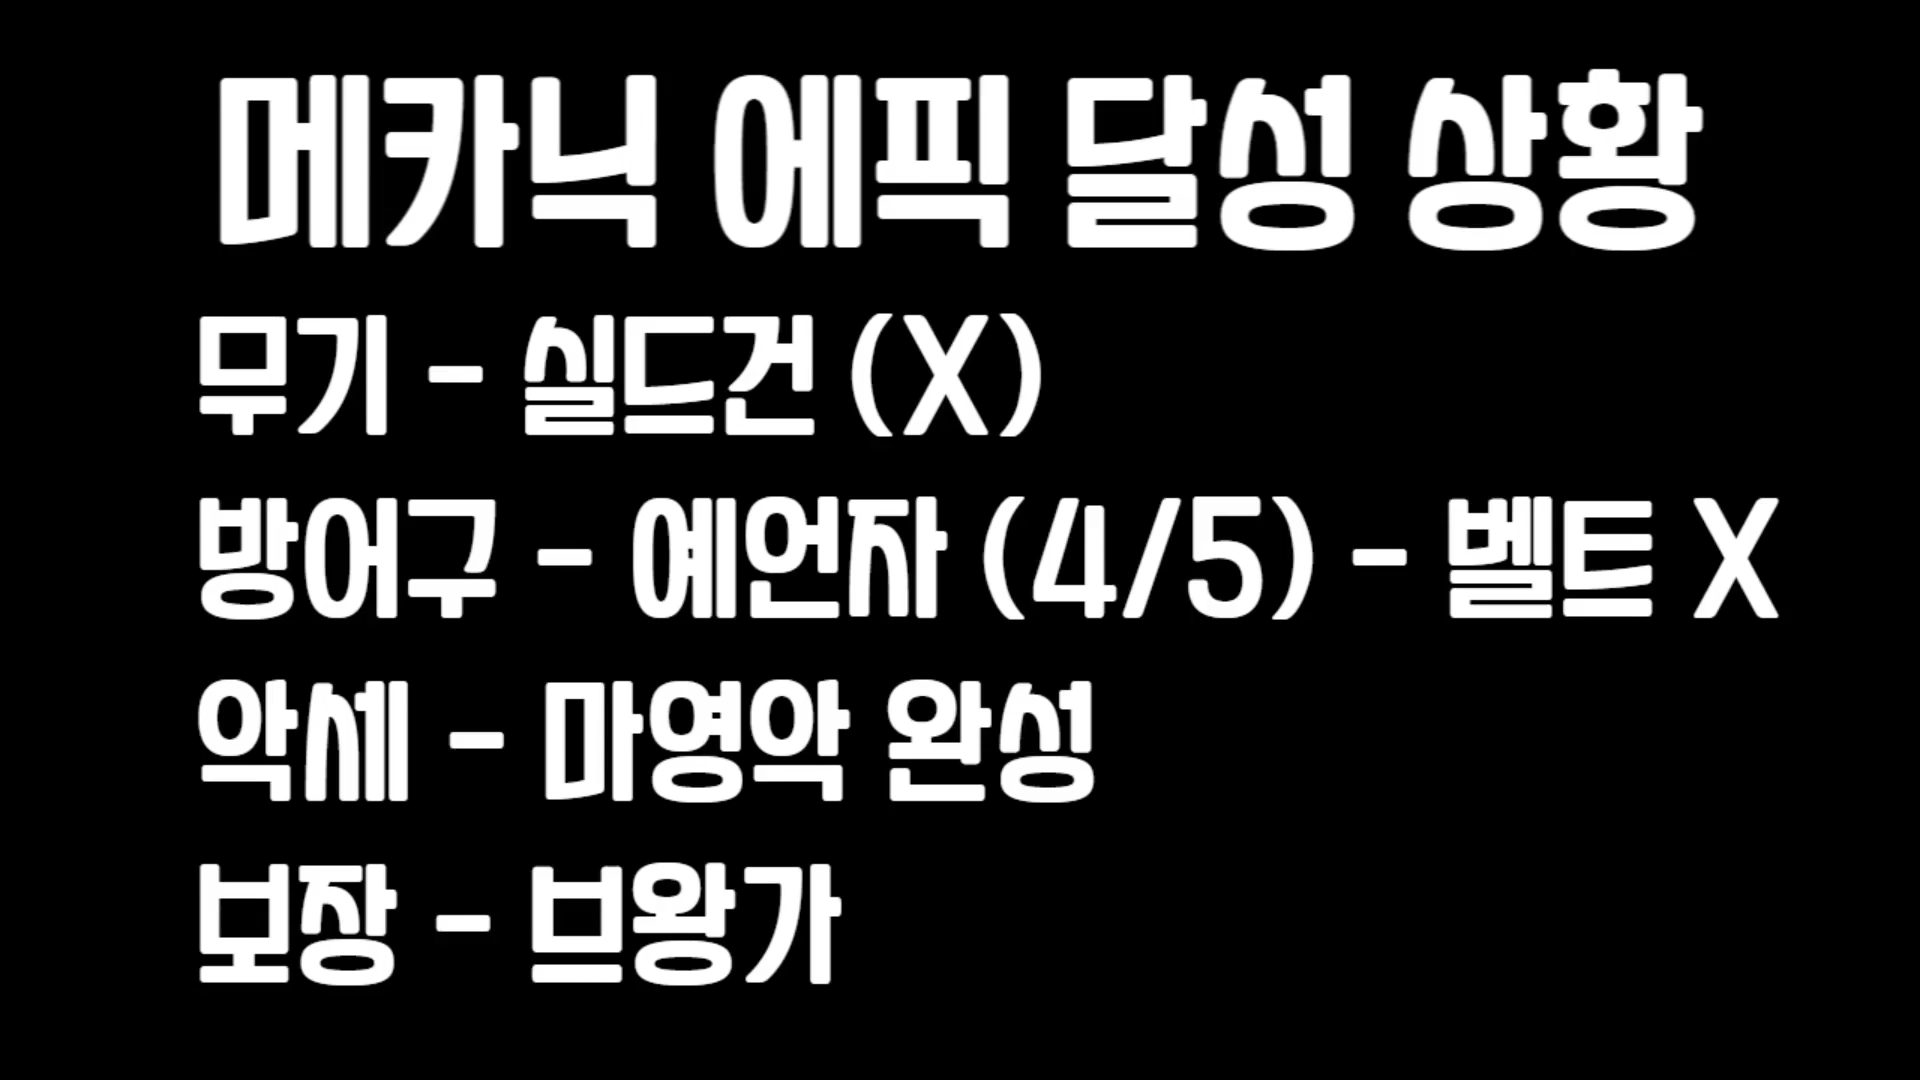 메카닉 에픽 달성 상황
무기 - 실드건 (X)
방어구 - 예언자 (4/5) - 벨트 X
악세 - 마영악 완성
보장 - 브왕가